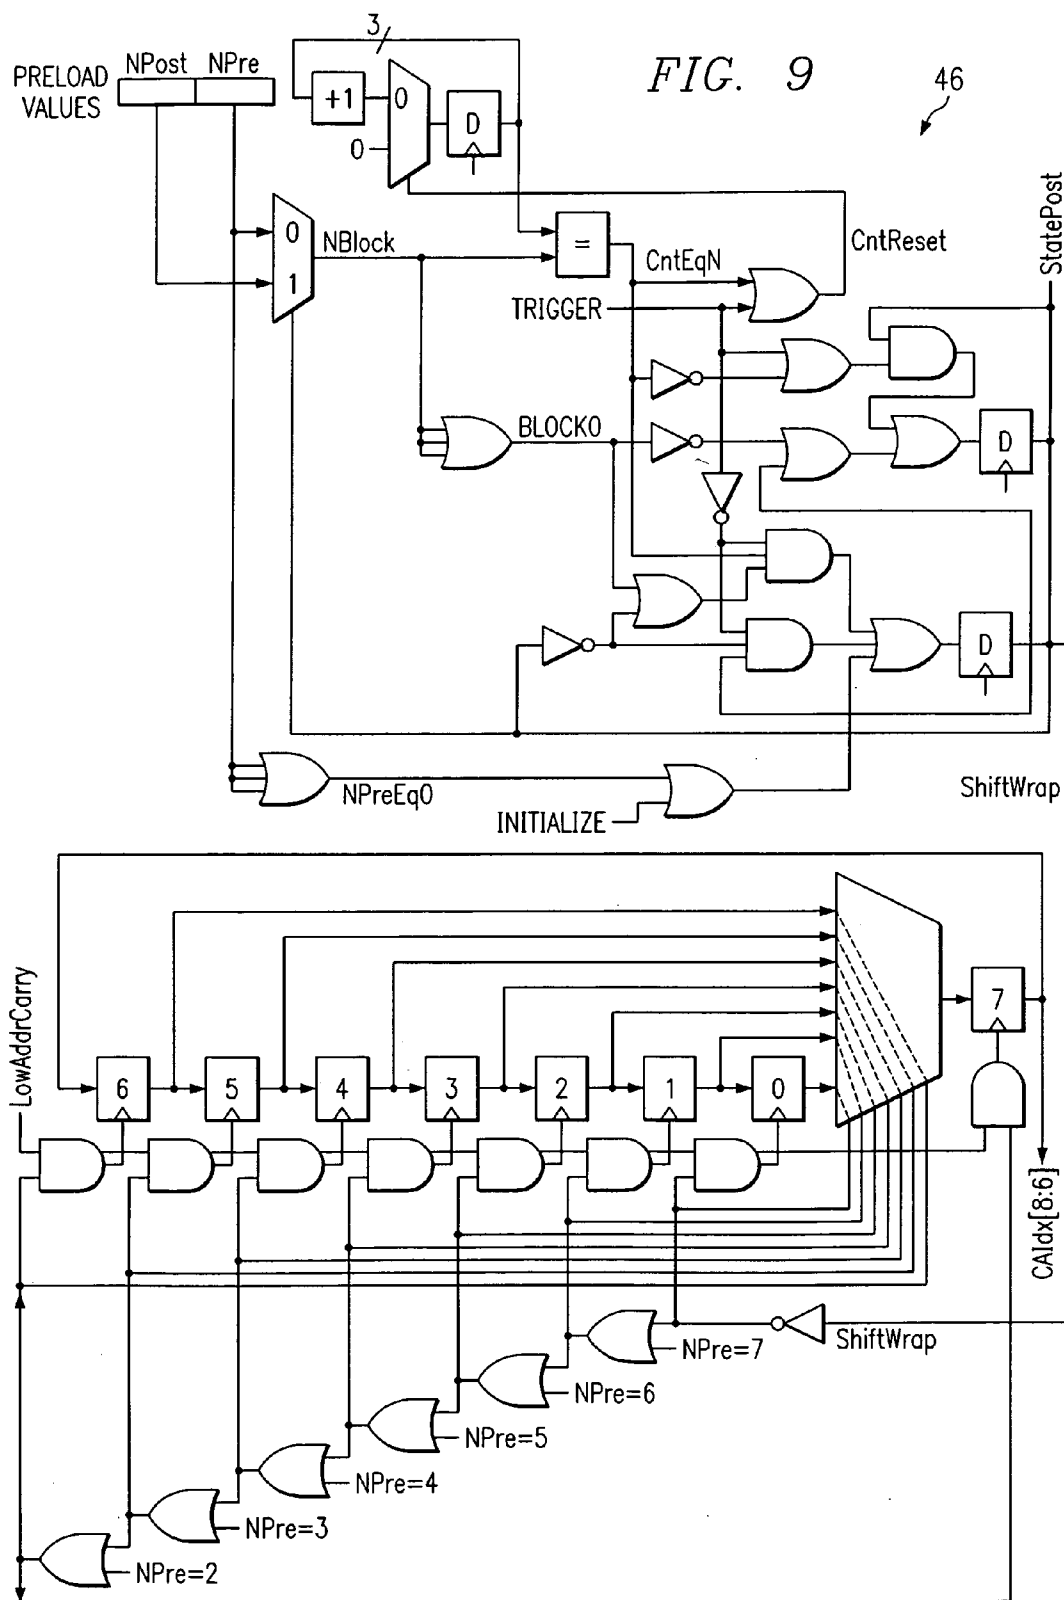 FIG. 9
46
3
NPost NPre
PRELOAD
VALUES
+1
0
0
D
StatePost
0
1
NBlock
=
CntEqN
CntReset
TRIGGER
BLOCK0
D
D
NPreEq0
INITIALIZE
ShiftWrap
LowAddrCarry
6
5
4
3
2
1
0
7
CAIdx[8:6]
ShiftWrap
NPre=7
NPre=6
NPre=5
NPre=4
NPre=3
NPre=2